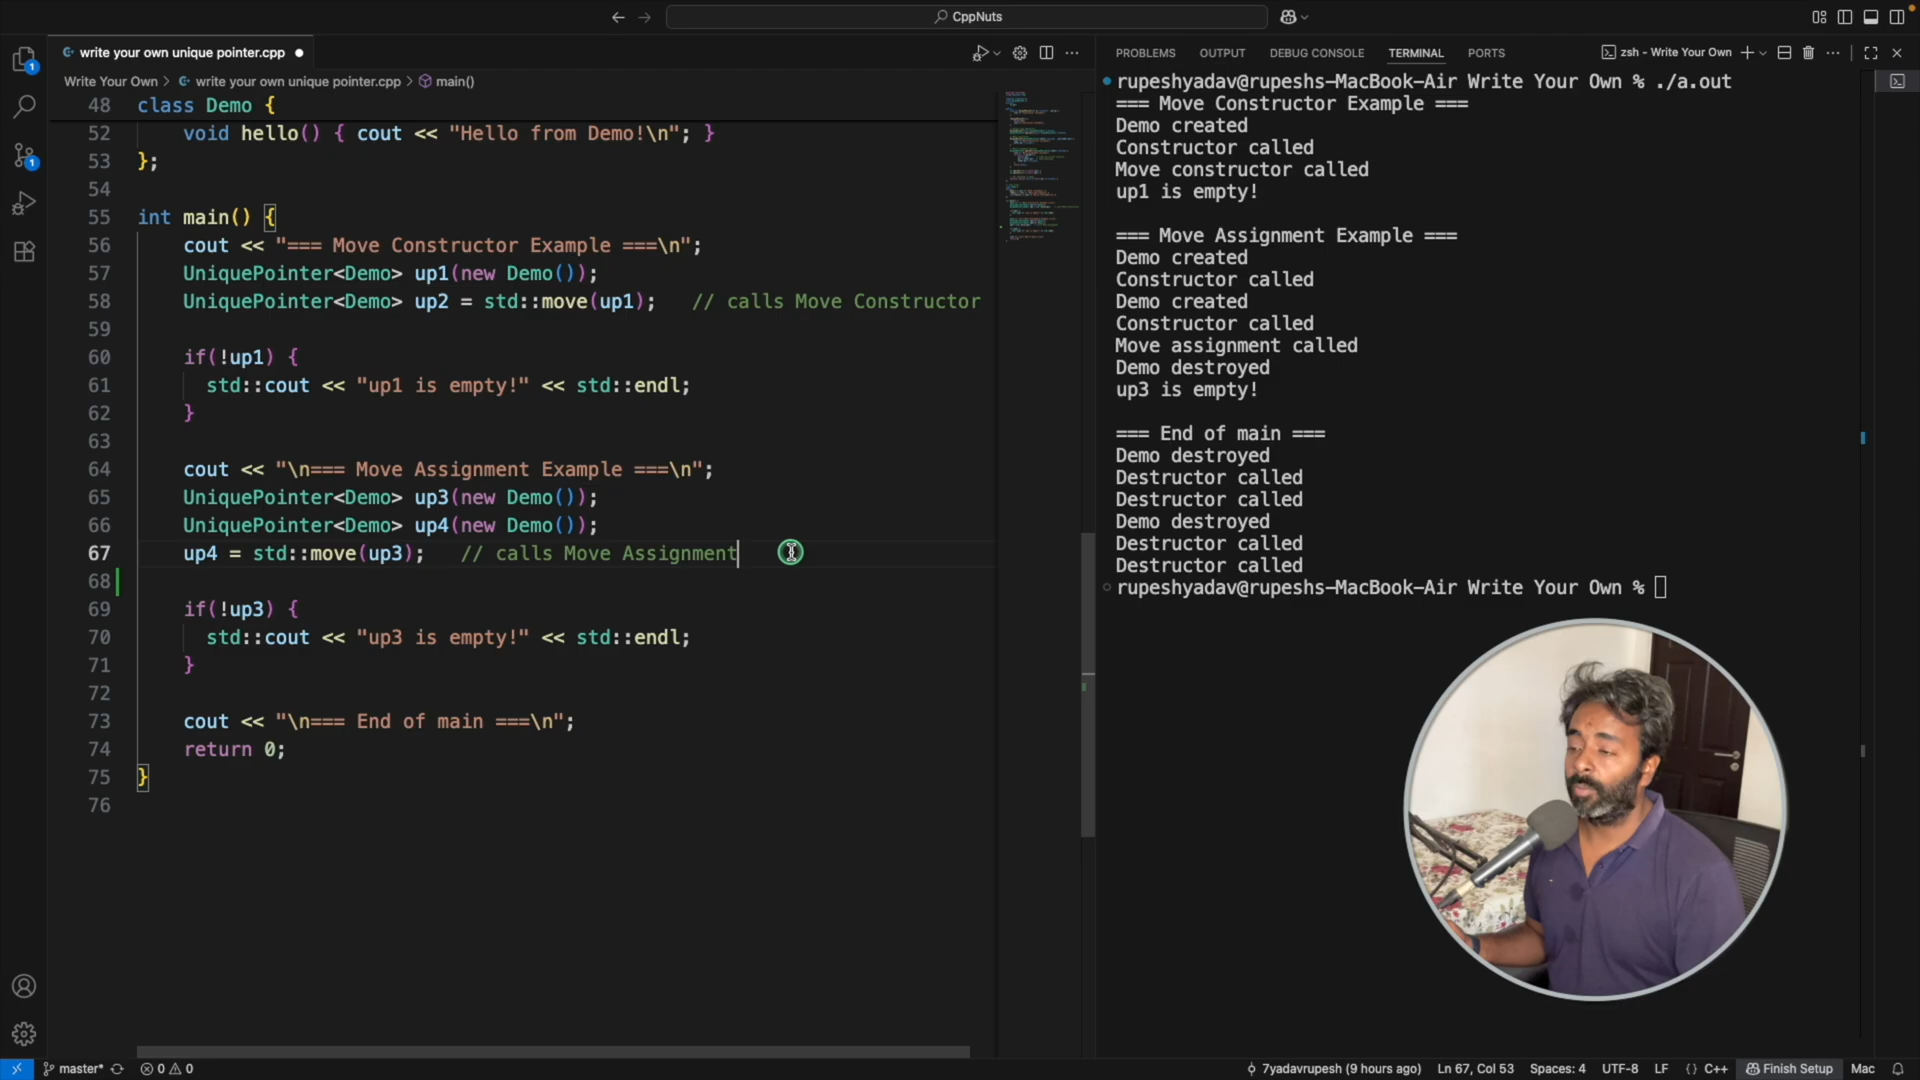 CppNuts
write your own unique pointer.cpp
Write Your Own > write your own unique pointer.cpp > main()
48 class Demo {
52 void hello() { cout << "Hello from Demo!\n"; }
53 };
54
55 int main() {
56 cout << "=== Move Constructor Example ===\n";
57 UniquePointer<Demo> up1(new Demo());
58 UniquePointer<Demo> up2 = std::move(up1); // calls Move Constructor
59
60 if(!up1) {
61 std::cout << "up1 is empty!" << std::endl;
62 }
63
64 cout << "\n=== Move Assignment Example ===\n";
65 UniquePointer<Demo> up3(new Demo());
66 UniquePointer<Demo> up4(new Demo());
67 up4 = std::move(up3); // calls Move Assignment
68
69 if(!up3) {
70 std::cout << "up3 is empty!" << std::endl;
71 }
72
73 cout << "\n=== End of main ===\n";
74 return 0;
75 }
76
PROBLEMS OUTPUT DEBUG CONSOLE TERMINAL PORTS zsh - Write Your Own
rupeshyadav@rupeshs-MacBook-Air Write Your Own % ./a.out
=== Move Constructor Example ===
Demo created
Constructor called
Move constructor called
up1 is empty!
=== Move Assignment Example ===
Demo created
Constructor called
Demo created
Constructor called
Move assignment called
Demo destroyed
up3 is empty!
=== End of main ===
Demo destroyed
Destructor called
Destructor called
Demo destroyed
Destructor called
Destructor called
rupeshyadav@rupeshs-MacBook-Air Write Your Own %
1
1
master* 0 0 7yadavrupesh (9 hours ago) Ln 67, Col 53 Spaces: 4 UTF-8 LF {} C++ Finish Setup Mac